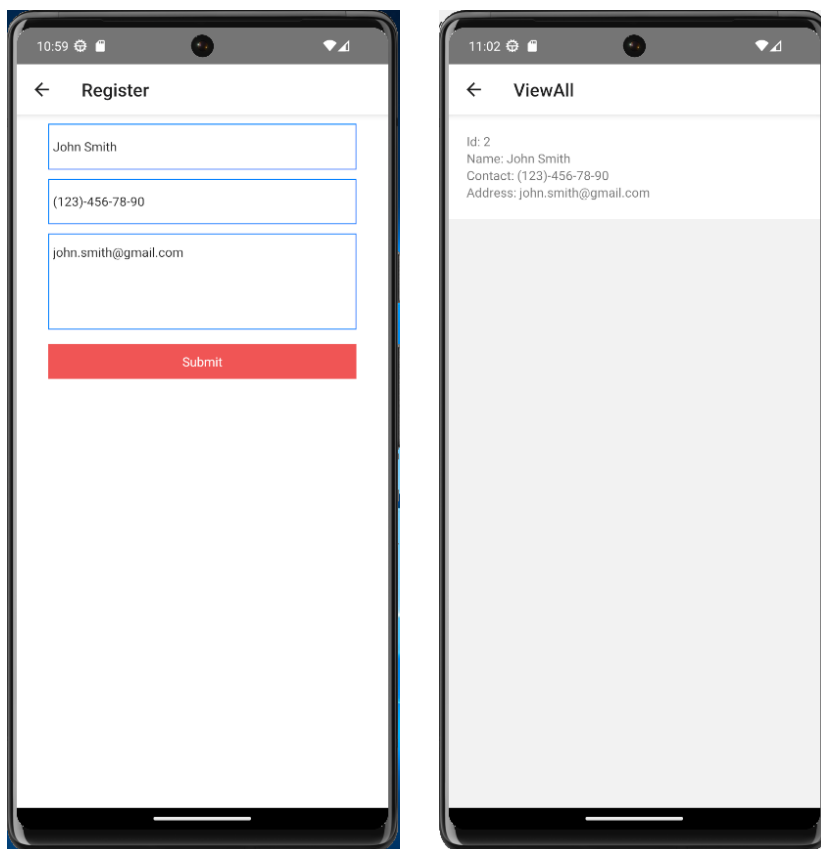 10:59
Register
John Smith
(123)-456-78-90
john.smith@gmail.com
Submit
11:02
ViewAll
Id: 2
Name: John Smith
Contact: (123)-456-78-90
Address: john.smith@gmail.com